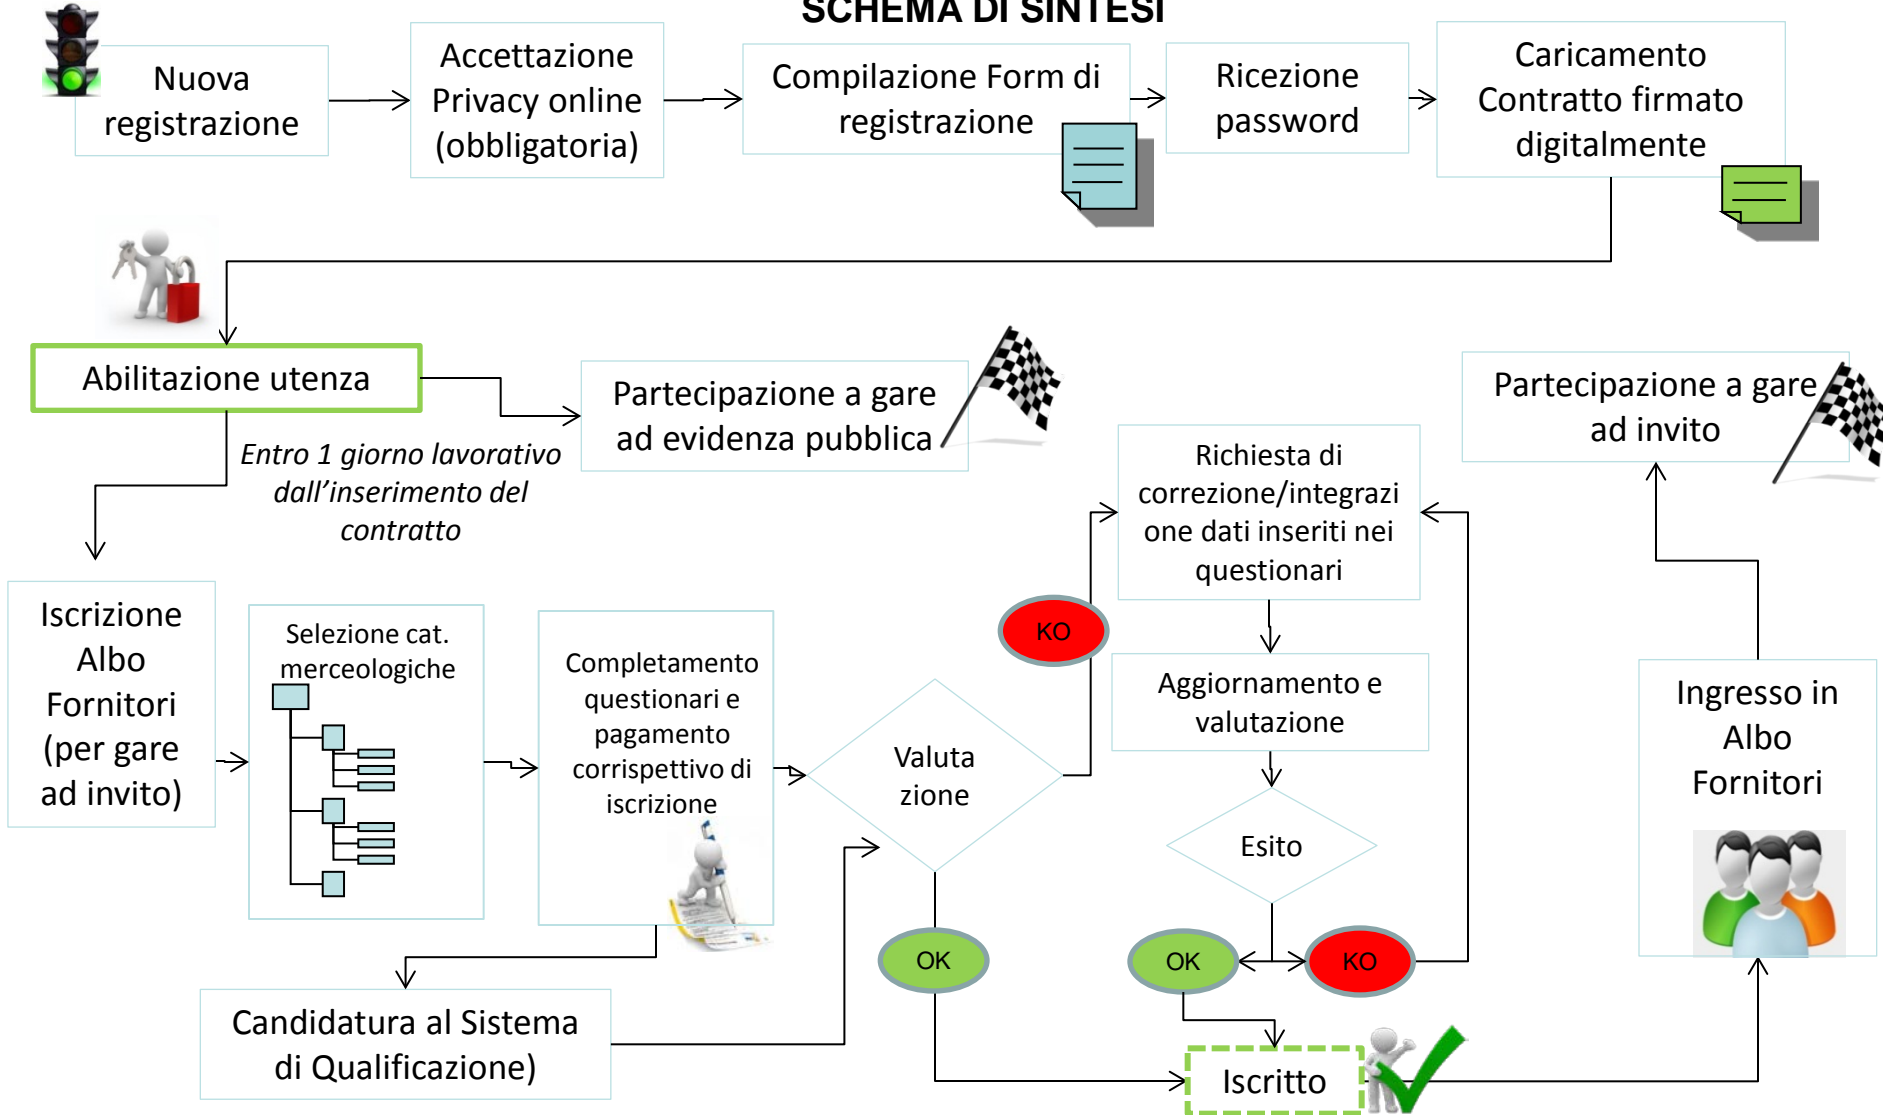 SCHEMA DI SINTESI
Nuova
registrazione
Accettazione
Privacy online
(obbligatoria)
Compilazione Form di
registrazione
Ricezione
password
Caricamento
Contratto firmato
digitalmente
Abilitazione utenza
Entro 1 giorno lavorativo
dall'inserimento del
contratto
Partecipazione a gare
ad evidenza pubblica
Partecipazione a gare
ad invito
Richiesta di
correzione/integrazi
one dati inseriti nei
questionari
Iscrizione
Albo
Fornitori
(per gare
ad invito)
Selezione cat.
merceologiche
Completamento
questionari e
pagamento
corrispettivo di
iscrizione
Valuta
zione
KO
Aggiornamento e
valutazione
Esito
Ingresso in
Albo
Fornitori
OK
OK
KO
Candidatura al Sistema
di Qualificazione)
Iscritto